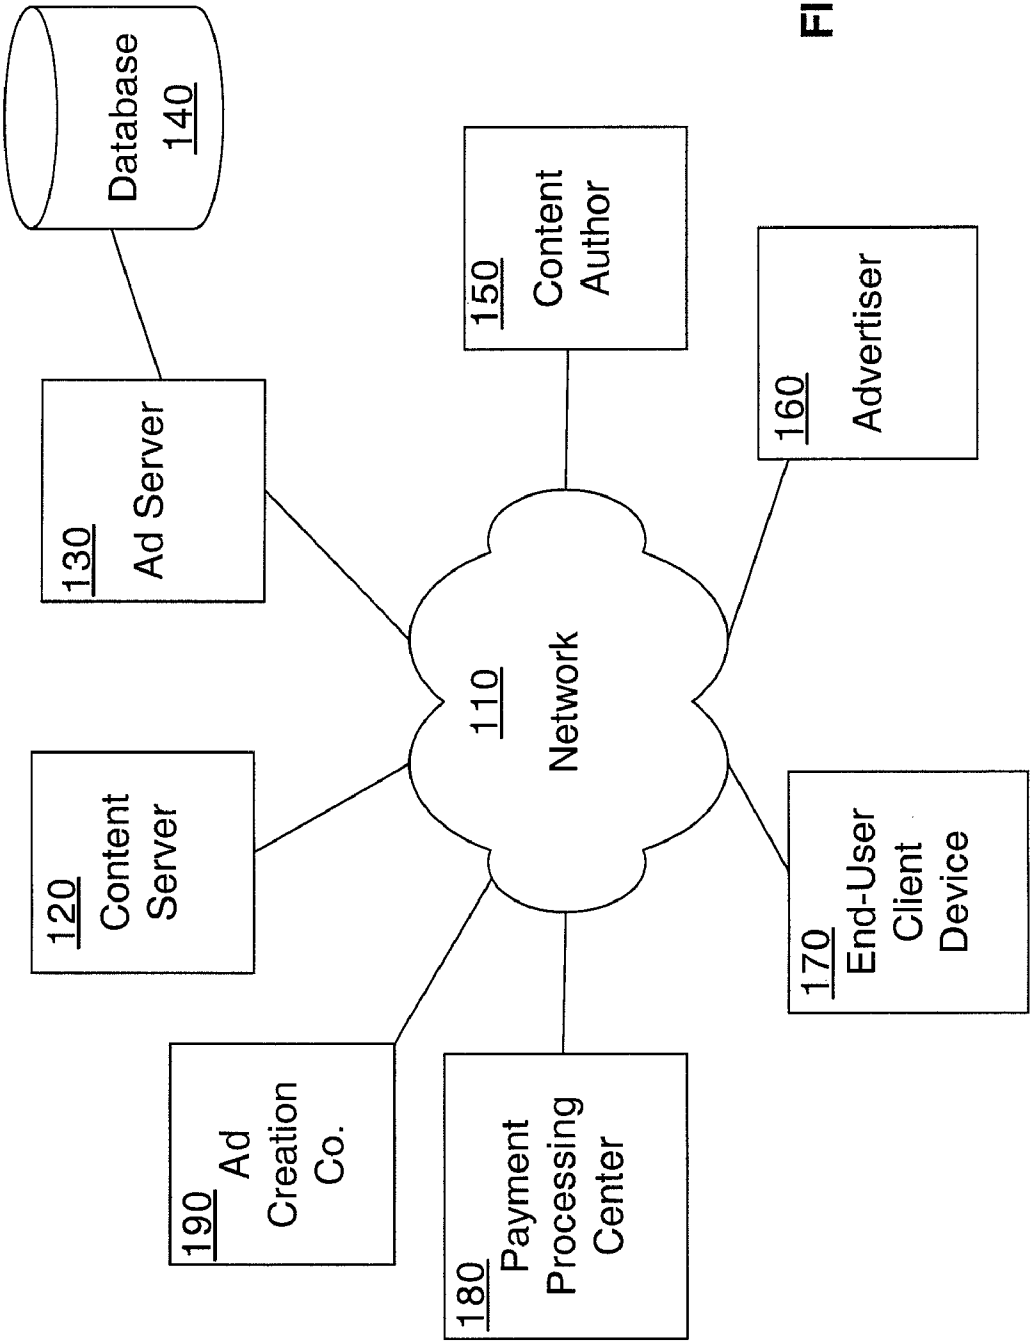 120
Content
Server
130
Ad Server
Database
140
190
Ad
Creation
Co.
180
Payment
Processing
Center
110
Network
150
Content
Author
170
End-User
Client
Device
160
Advertiser
FI